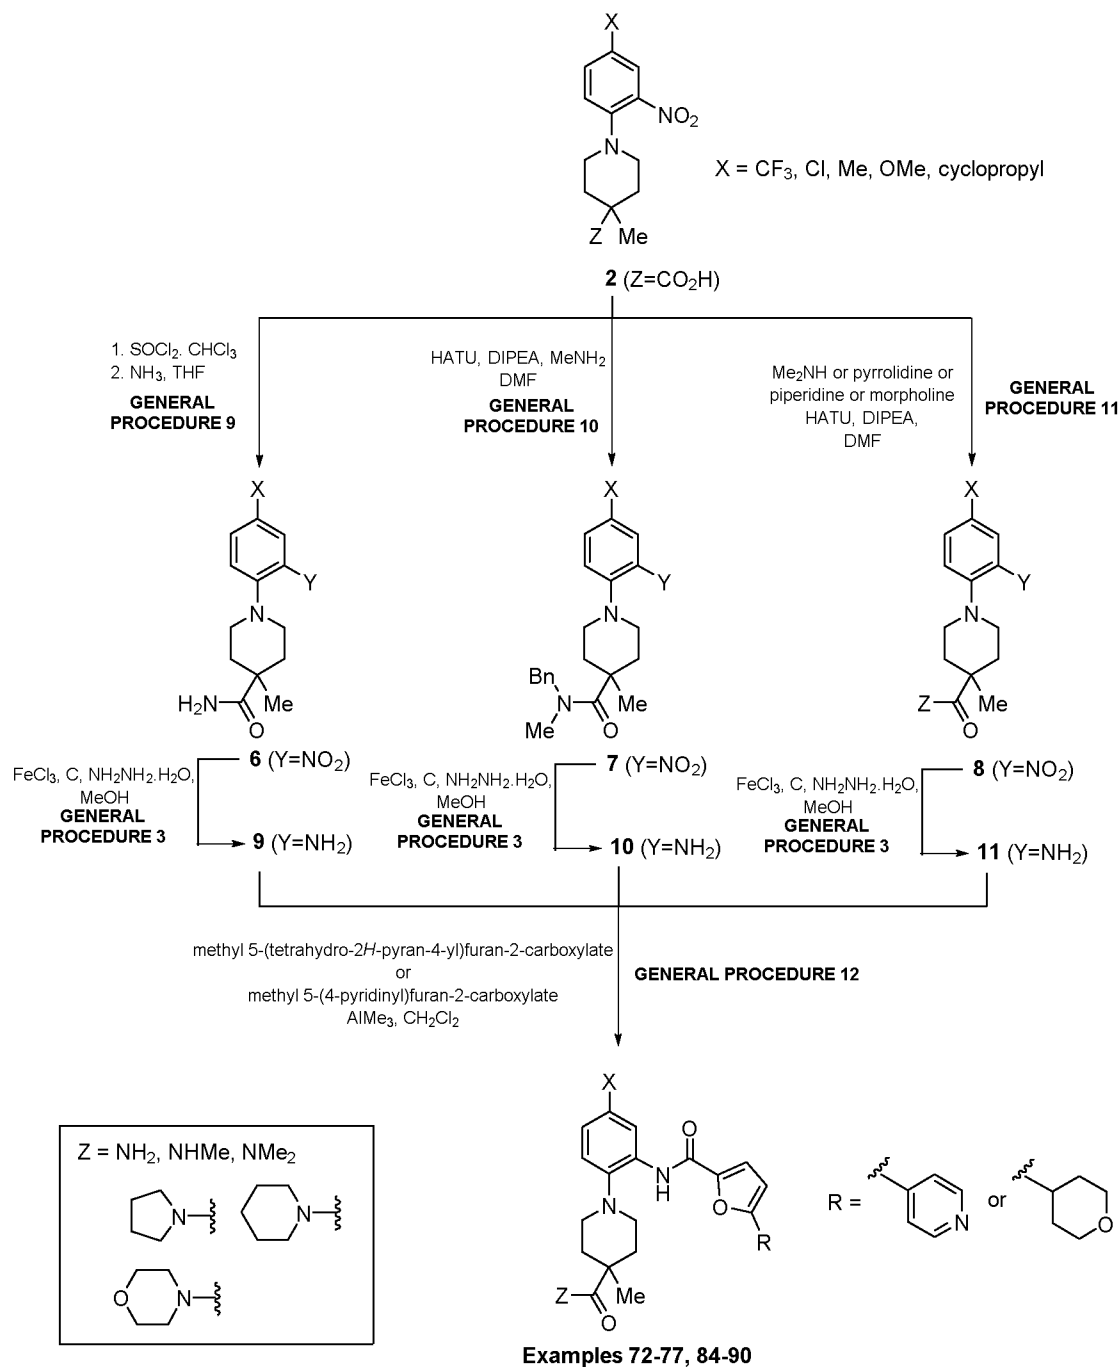 X
NO2
N
X = CF3, Cl, Me, OMe, cyclopropyl
Z Me
2 (Z=CO2H)
1. SOCl2. CHCl3
2. NH3, THF
GENERAL
PROCEDURE 9
HATU, DIPEA, MeNH2
DMF
GENERAL
PROCEDURE 10
Me2NH or pyrrolidine or
piperidine or morpholine
HATU, DIPEA,
DMF
GENERAL
PROCEDURE 11
X
Y
N
H2N
Me
O
6 (Y=NO2)
X
Y
N
Bn
N
Me
Me
O
7 (Y=NO2)
X
Y
N
Z
Me
O
8 (Y=NO2)
FeCl3, C, NH2NH2.H2O,
MeOH
GENERAL
PROCEDURE 3
9 (Y=NH2)
FeCl3, C, NH2NH2.H2O,
MeOH
GENERAL
PROCEDURE 3
10 (Y=NH2)
FeCl3, C, NH2NH2.H2O,
MeOH
GENERAL
PROCEDURE 3
11 (Y=NH2)
methyl 5-(tetrahydro-2H-pyran-4-yl)furan-2-carboxylate
or
methyl 5-(4-pyridinyl)furan-2-carboxylate
AlMe3, CH2Cl2
GENERAL PROCEDURE 12
X
O
N
H
O
R
N
Z
Me
O
Z = NH2, NHMe, NMe2
N
N
O
N
R =
N
or
O
Examples 72-77, 84-90